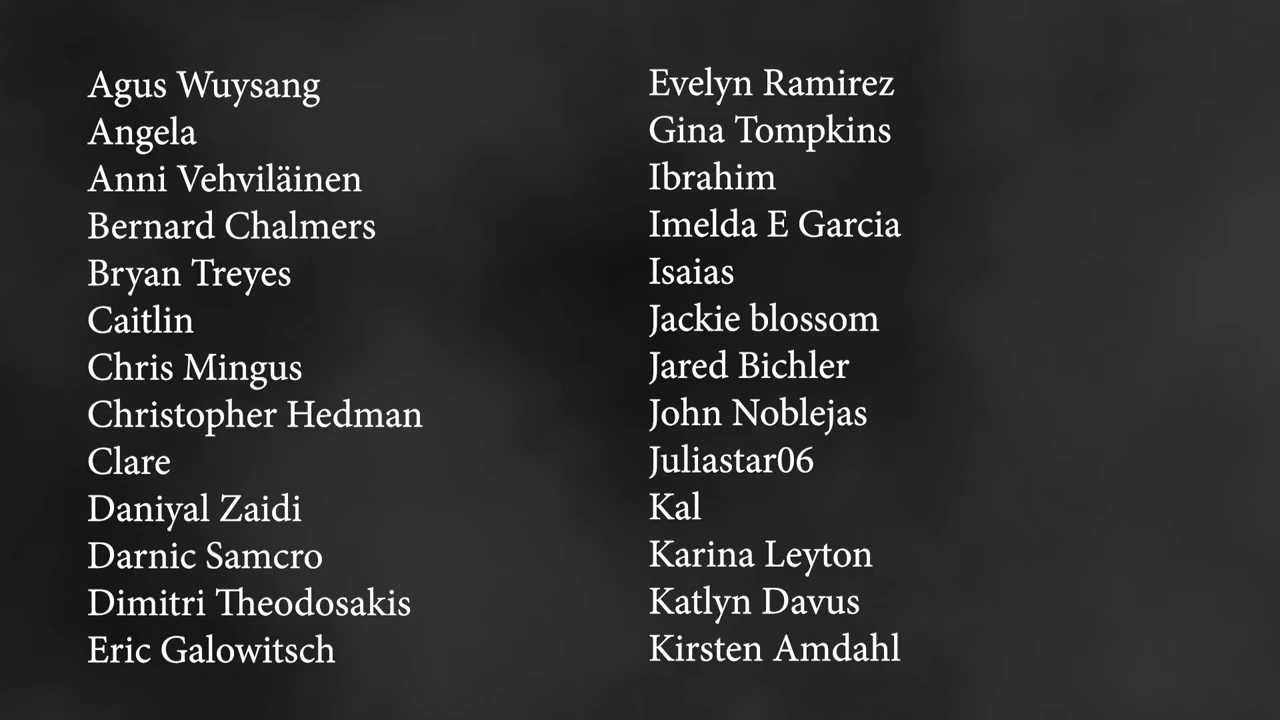 Agus Wuysang
Angela
Anni Vehviläinen
Bernard Chalmers
Bryan Treyes
Caitlin
Chris Mingus
Christopher Hedman
Clare
Daniyal Zaidi
Darnic Samcro
Dimitri Theodosakis
Eric Galowitsch
Evelyn Ramirez
Gina Tompkins
Ibrahim
Imelda E Garcia
Isaias
Jackie blossom
Jared Bichler
John Noblejas
Juliastar06
Kal
Karina Leyton
Katlyn Davus
Kirsten Amdahl